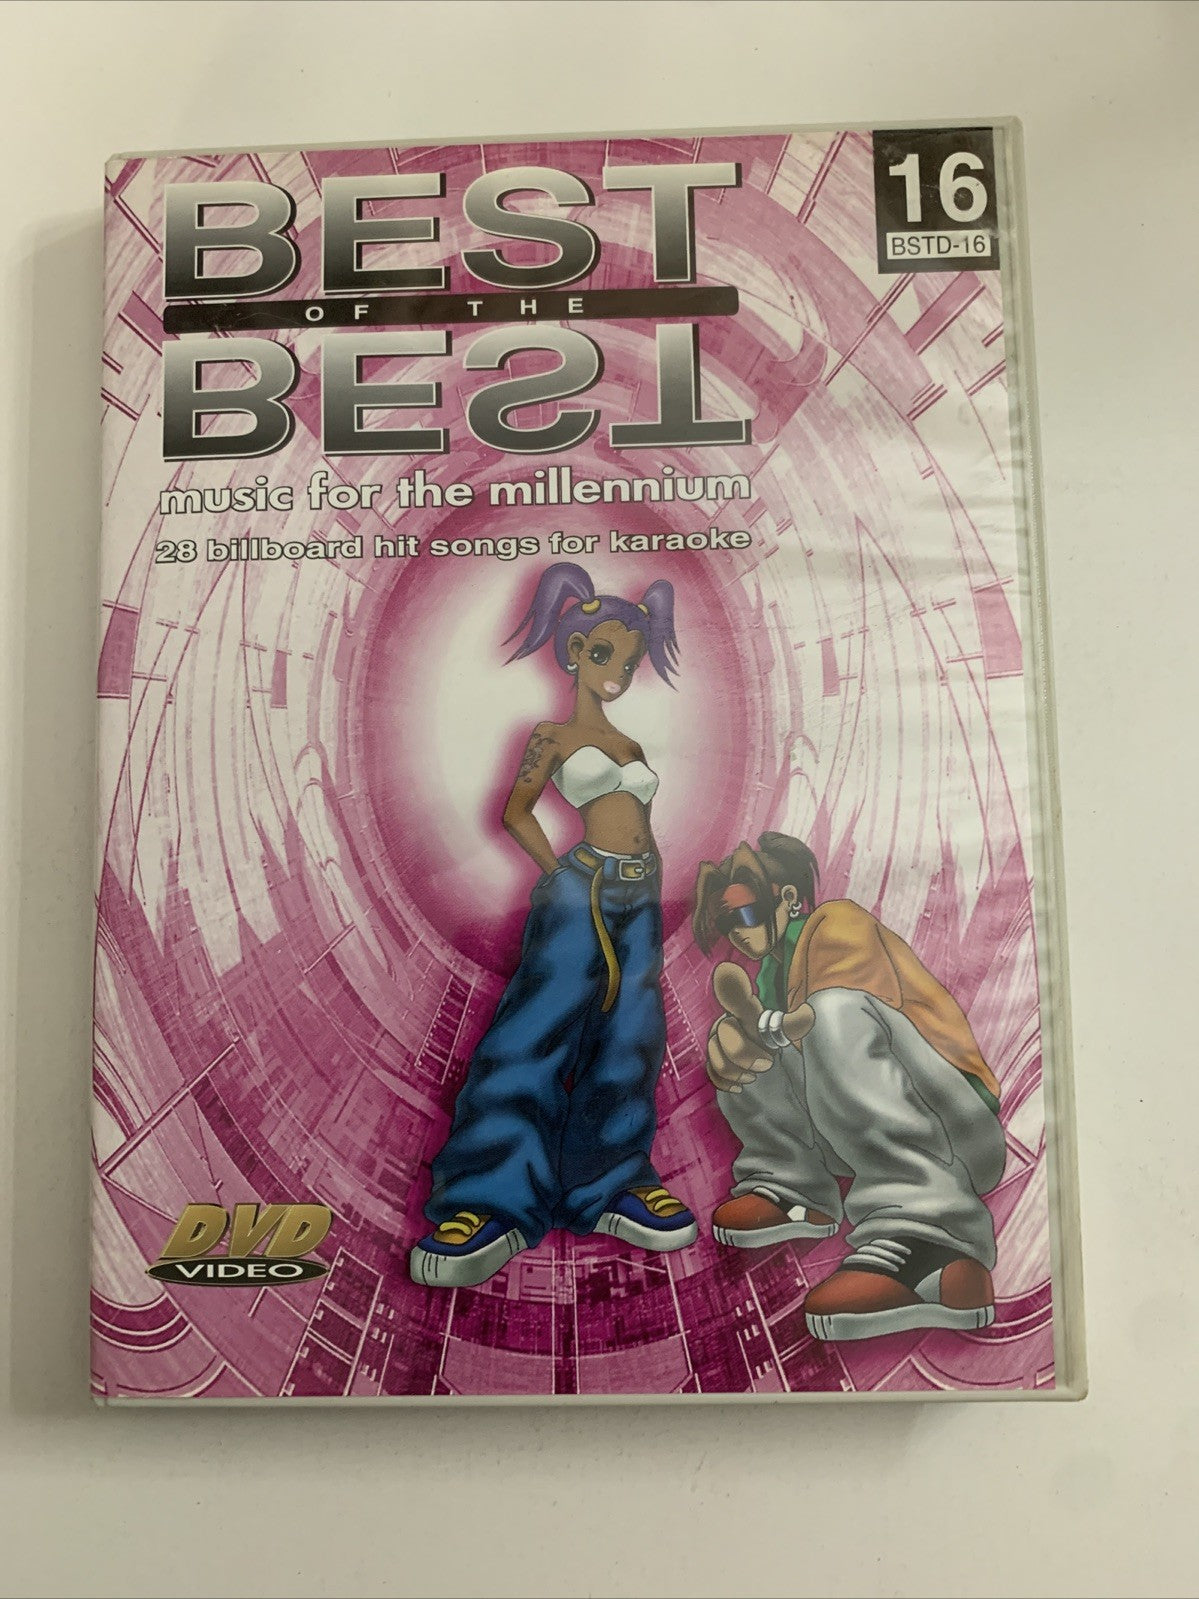 BEST
OF THE
BEST
music for the millennium
28 billboard hit songs for karaoke
16
BSTD-16
DVD
VIDEO